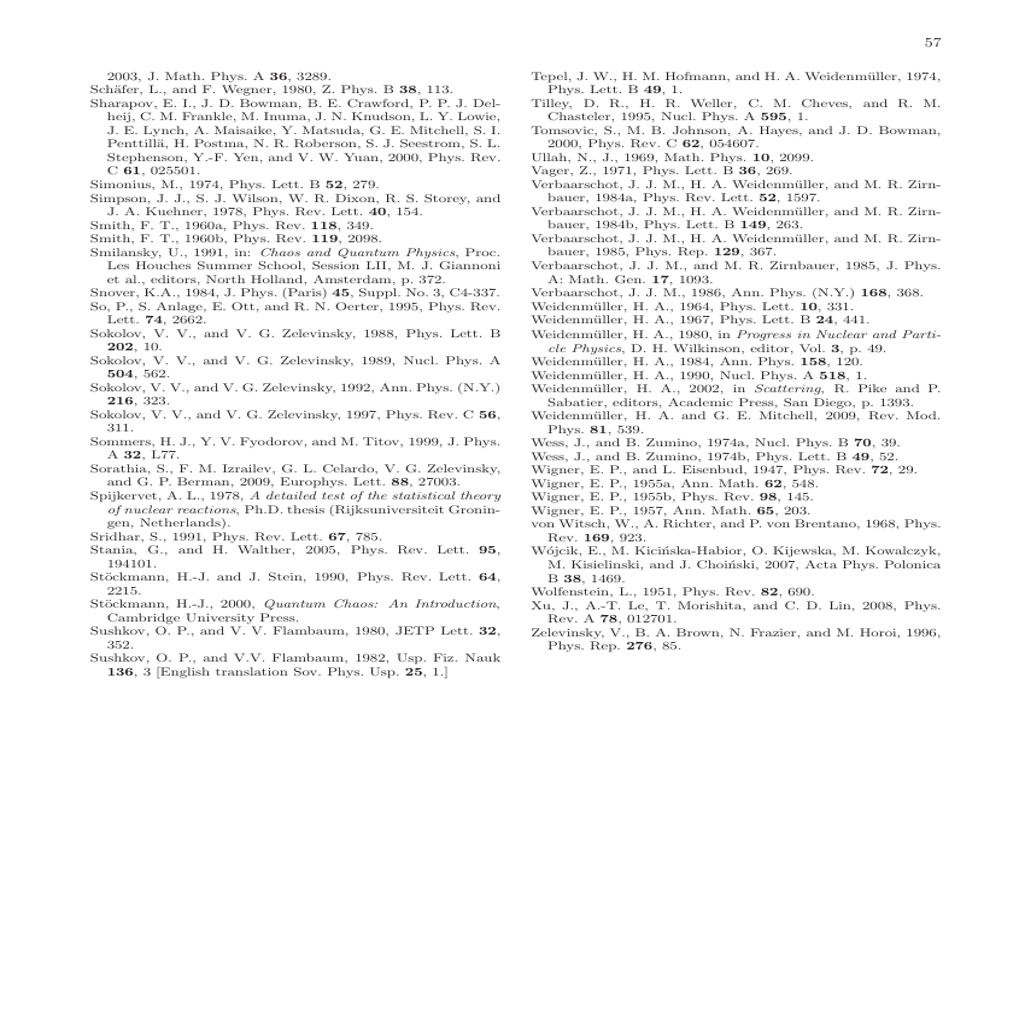 57
2003, J. Math. Phys. A 36, 3289.
Schäfer, L., and F. Wegner, 1980, Z. Phys. B 38, 113.
Sharapov, E. I., J. D. Bowman, B. E. Crawford, P. P. J. Del-
heij, C. M. Frankle, M. Inuma, J. N. Knudson, L. Y. Lowie,
J. E. Lynch, A. Maisaike, Y. Matsuda, G. E. Mitchell, S. I.
Penttilä, H. Postma, N. R. Roberson, S. J. Seestrom, S. L.
Stephenson, Y.-F. Yen, and V. W. Yuan, 2000, Phys. Rev.
C 61, 025501.
Simonius, M., 1974, Phys. Lett. B 52, 279.
Simpson, J. J., S. J. Wilson, W. R. Dixon, R. S. Storey, and
J. A. Kuehner, 1978, Phys. Rev. Lett. 40, 154.
Smith, F. T., 1960a, Phys. Rev. 118, 349.
Smith, F. T., 1960b, Phys. Rev. 119, 2098.
Smilansky, U., 1991, in: Chaos and Quantum Physics, Proc.
Les Houches Summer School, Session LII, M. J. Giannoni
et al., editors, North Holland, Amsterdam, p. 372.
Snover, K.A., 1984, J. Phys. (Paris) 45, Suppl. No. 3, C4-337.
So, P., S. Anlage, E. Ott, and R. N. Oerter, 1995, Phys. Rev.
Lett. 74, 2662.
Sokolov, V. V., and V. G. Zelevinsky, 1988, Phys. Lett. B
202, 10.
Sokolov, V. V., and V. G. Zelevinsky, 1989, Nucl. Phys. A
504, 562.
Sokolov, V. V., and V. G. Zelevinsky, 1992, Ann. Phys. (N.Y.)
216, 323.
Sokolov, V. V., and V. G. Zelevinsky, 1997, Phys. Rev. C 56,
311.
Sommers, H. J., Y. V. Fyodorov, and M. Titov, 1999, J. Phys.
A 32, L77.
Sorathia, S., F. M. Izrailev, G. L. Celardo, V. G. Zelevinsky,
and G. P. Berman, 2009, Europhys. Lett. 88, 27003.
Spijkervet, A. L., 1978, A detailed test of the statistical theory
of nuclear reactions, Ph.D. thesis (Rijksuniversiteit Gronin-
gen, Netherlands).
Sridhar, S., 1991, Phys. Rev. Lett. 67, 785.
Stania, G., and H. Walther, 2005, Phys. Rev. Lett. 95,
194101.
Stöckmann, H.-J. and J. Stein, 1990, Phys. Rev. Lett. 64,
2215.
Stöckmann, H.-J., 2000, Quantum Chaos: An Introduction,
Cambridge University Press.
Sushkov, O. P., and V. V. Flambaum, 1980, JETP Lett. 32,
352.
Sushkov, O. P., and V.V. Flambaum, 1982, Usp. Fiz. Nauk
136, 3 [English translation Sov. Phys. Usp. 25, 1.]
Tepel, J. W., H. M. Hofmann, and H. A. Weidenmüller, 1974,
Phys. Lett. B 49, 1.
Tilley, D. R., H. R. Weller, C. M. Cheves, and R. M.
Chasteler, 1995, Nucl. Phys. A 595, 1.
Tomsovic, S., M. B. Johnson, A. Hayes, and J. D. Bowman,
2000, Phys. Rev. C 62, 054607.
Ullah, N., J., 1969, Math. Phys. 10, 2099.
Vager, Z., 1971, Phys. Lett. B 36, 269.
Verbaarschot, J. J. M., H. A. Weidenmüller, and M. R. Zirn-
bauer, 1984a, Phys. Rev. Lett. 52, 1597.
Verbaarschot, J. J. M., H. A. Weidenmüller, and M. R. Zirn-
bauer, 1984b, Phys. Lett. B 149, 263.
Verbaarschot, J. J. M., H. A. Weidenmüller, and M. R. Zirn-
bauer, 1985, Phys. Rep. 129, 367.
Verbaarschot, J. J. M., and M. R. Zirnbauer, 1985, J. Phys.
A: Math. Gen. 17, 1093.
Verbaarschot, J. J. M., 1986, Ann. Phys. (N.Y.) 168, 368.
Weidenmüller, H. A., 1964, Phys. Lett. 10, 331.
Weidenmüller, H. A., 1967, Phys. Lett. B 24, 441.
Weidenmüller, H. A., 1980, in Progress in Nuclear and Parti-
cle Physics, D. H. Wilkinson, editor, Vol. 3, p. 49.
Weidenmüller, H. A., 1984, Ann. Phys. 158, 120.
Weidenmüller, H. A., 1990, Nucl. Phys. A 518, 1.
Weidenmüller, H. A., 2002, in Scattering, R. Pike and P.
Sabatier, editors, Academic Press, San Diego, p. 1393.
Weidenmüller, H. A. and G. E. Mitchell, 2009, Rev. Mod.
Phys. 81, 539.
Wess, J., and B. Zumino, 1974a, Nucl. Phys. B 70, 39.
Wess, J., and B. Zumino, 1974b, Phys. Lett. B 49, 52.
Wigner, E. P., and L. Eisenbud, 1947, Phys. Rev. 72, 29.
Wigner, E. P., 1955a, Ann. Math. 62, 548.
Wigner, E. P., 1955b, Phys. Rev. 98, 145.
Wigner, E. P., 1957, Ann. Math. 65, 203.
von Witsch, W., A. Richter, and P. von Brentano, 1968, Phys.
Rev. 169, 923.
Wójcik, E., M. Kicińska-Habior, O. Kijewska, M. Kowalczyk,
M. Kisielinski, and J. Choiński, 2007, Acta Phys. Polonica
B 38, 1469.
Wolfenstein, L., 1951, Phys. Rev. 82, 690.
Xu, J., A.-T. Le, T. Morishita, and C. D. Lin, 2008, Phys.
Rev. A 78, 012701.
Zelevinsky, V., B. A. Brown, N. Frazier, and M. Horoi, 1996,
Phys. Rep. 276, 85.